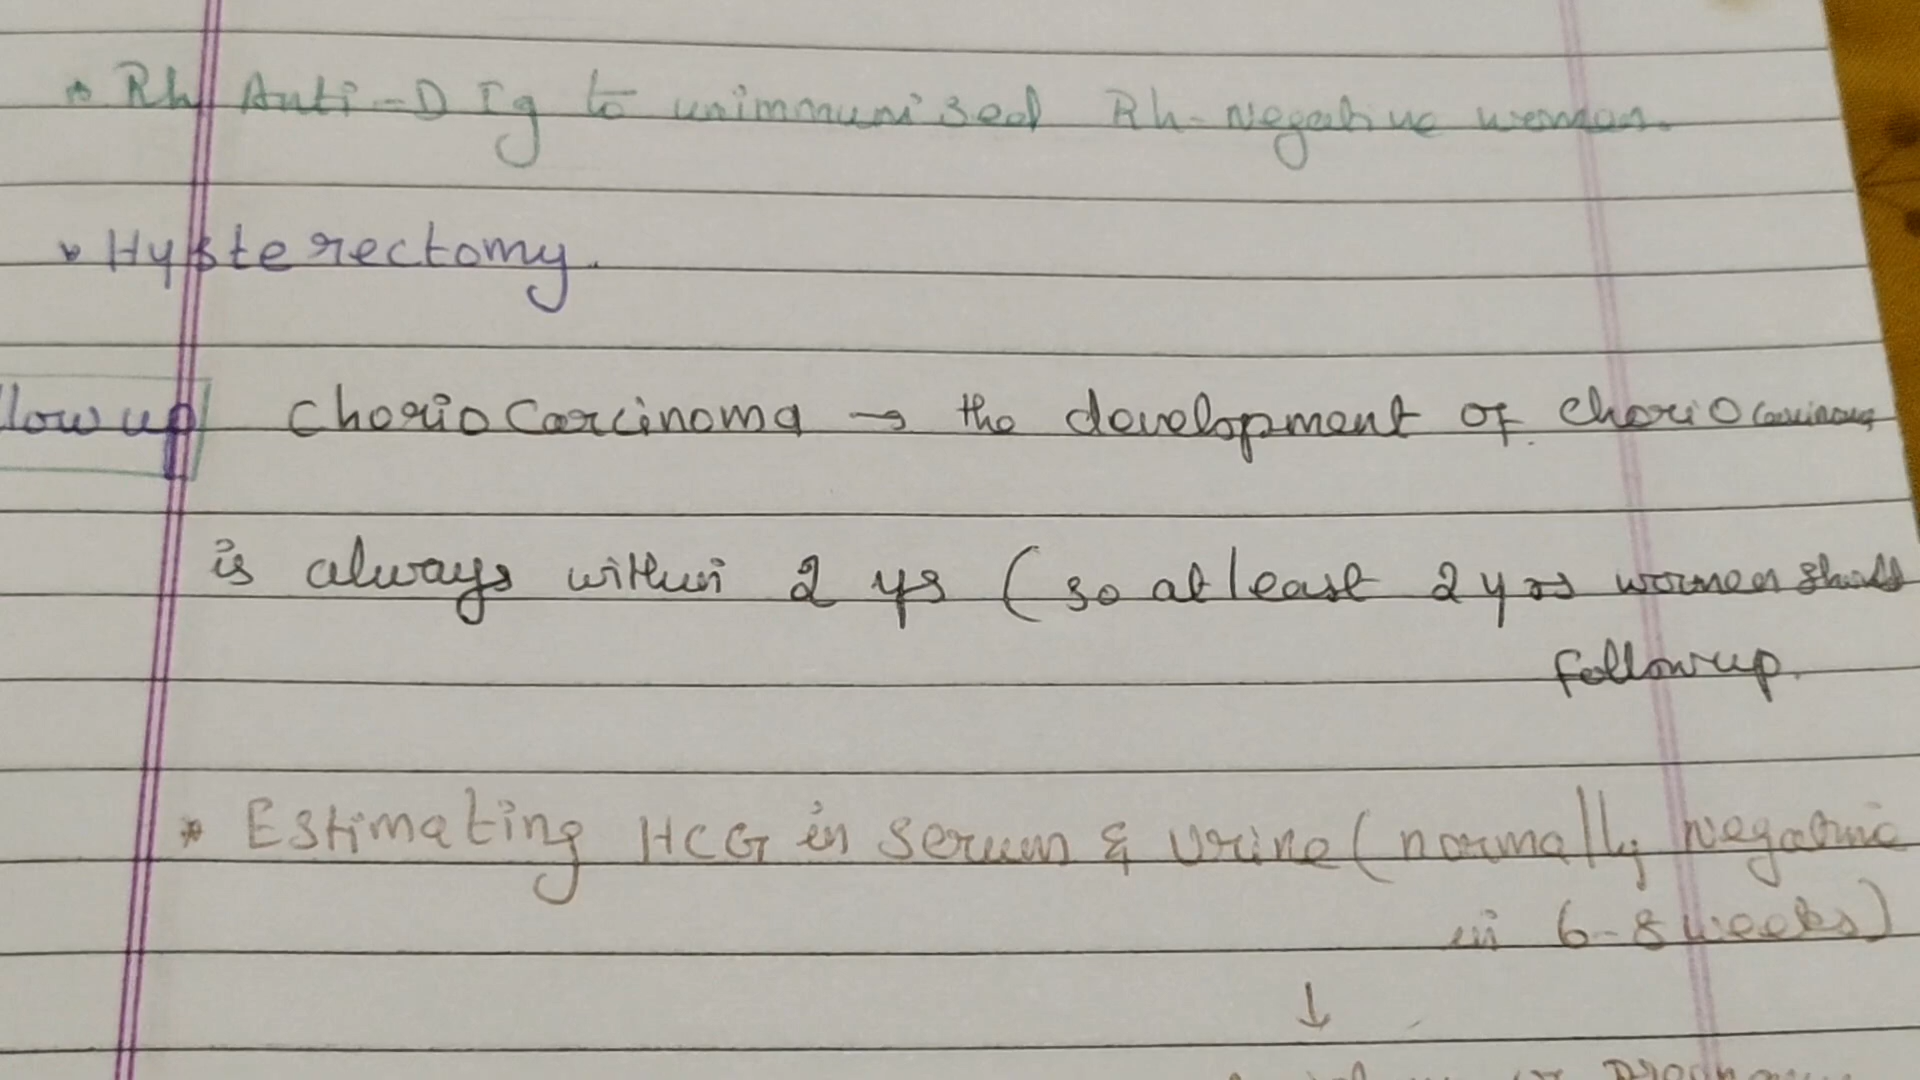 * Rh Anti-D Ig to unimmunised Rh-negative woman.
* Hysterectomy.
low up Choriocarcinoma → the development of choriocarcinoma
is always within 2 ys (so at least 2 yrs women shall
followup.
* Estimating HCG in serum & Urine (normally Negative
in 6-8 weeks)
↓